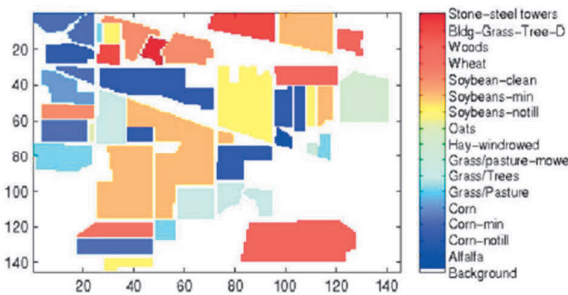 Stone-steel towers
Bldg-Grass-Tree-D
Woods
Wheat
Soybean-clean
Soybeans-min
Soybeans-notill
Oats
Hay-windrowed
Grass/pasture-mowe
Grass/Trees
Grass/Pasture
Corn
Corn-min
Corn-notill
Alfalfa
Background
20
40
60
80
100
120
140
20 40 60 80 100 120 140